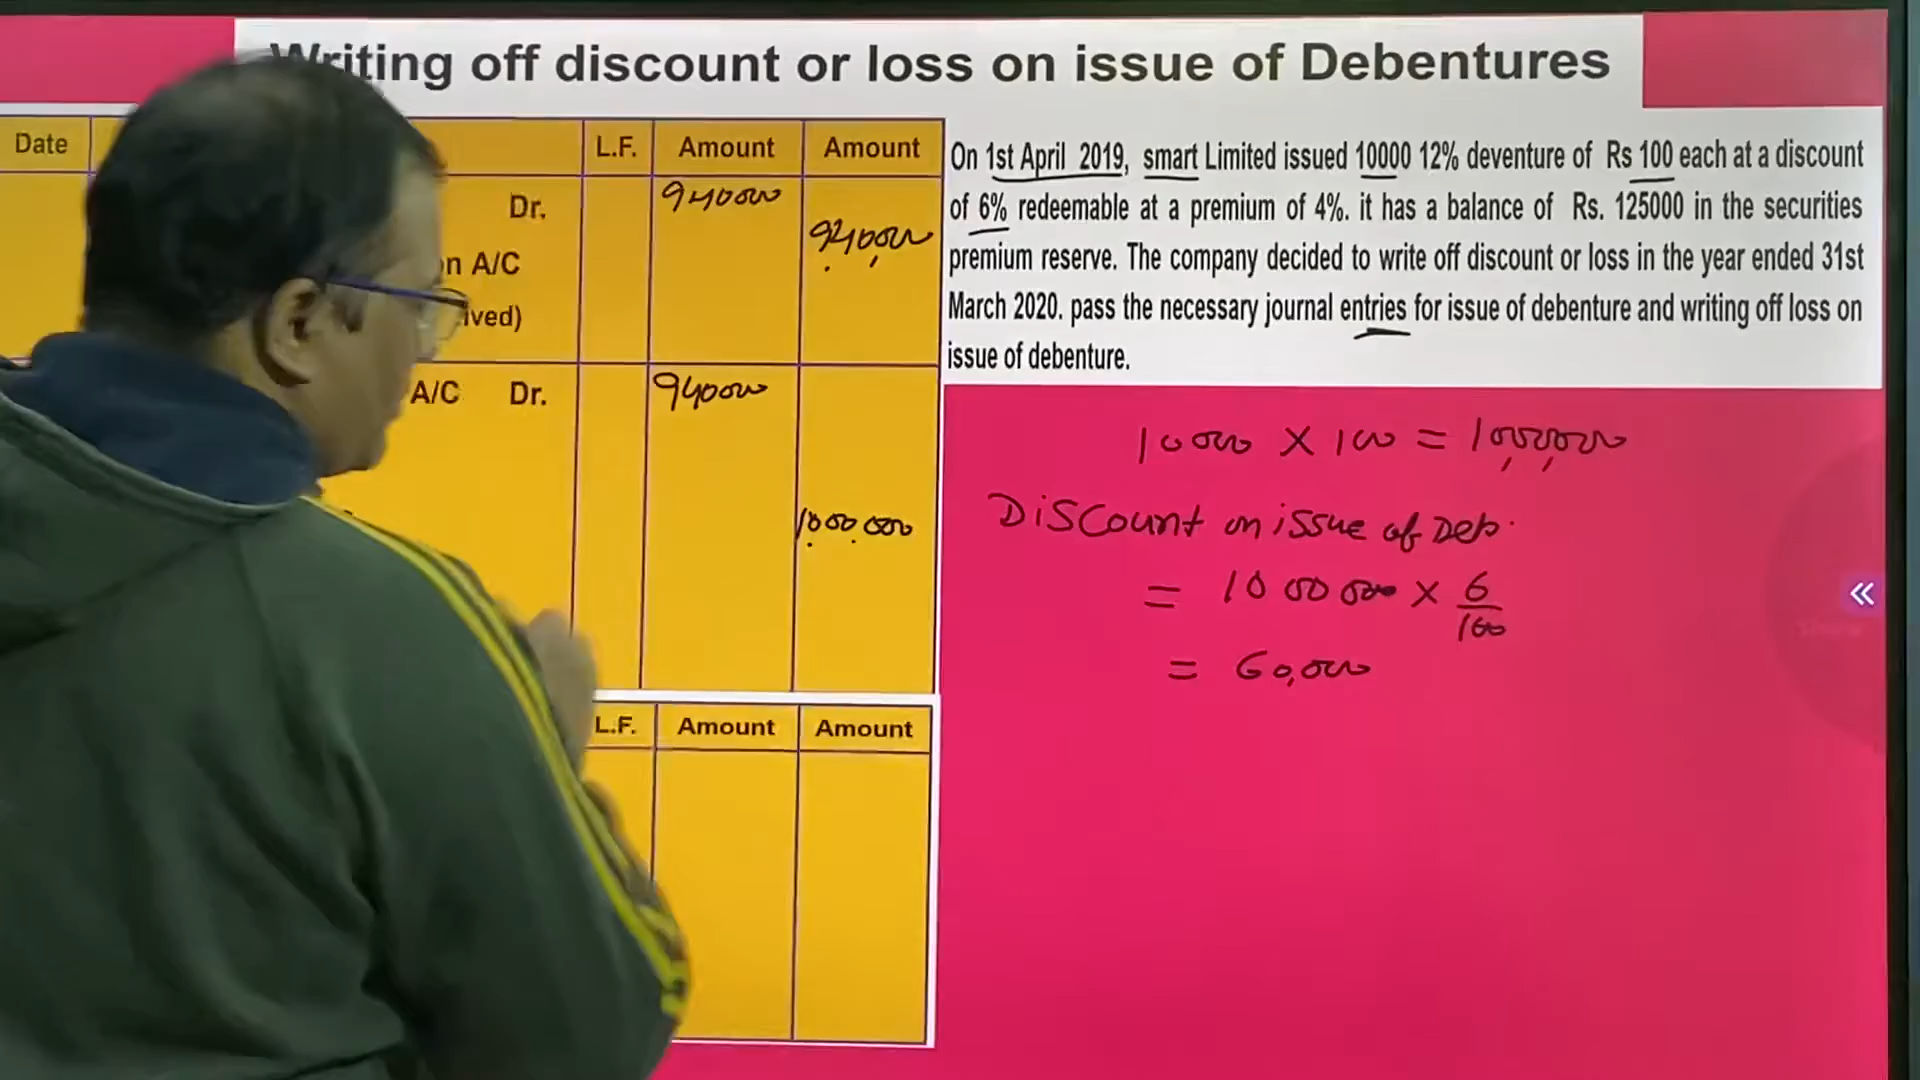 Writing off discount or loss on issue of Debentures
Date L.F. Amount Amount
Dr. 940000
940,000
n A/C
ived)
A/C Dr. 940000
1000000
L.F. Amount Amount
On 1st April 2019, smart Limited issued 10000 12% deventure of Rs 100 each at a discount
of 6% redeemable at a premium of 4%. it has a balance of Rs. 125000 in the securities
premium reserve. The company decided to write off discount or loss in the year ended 31st
March 2020. pass the necessary journal entries for issue of debenture and writing off loss on
issue of debenture.
10000 X 100 = 1000000
Discount on issue of Deb.
= 1000000 × 6/100
= 60,000
«